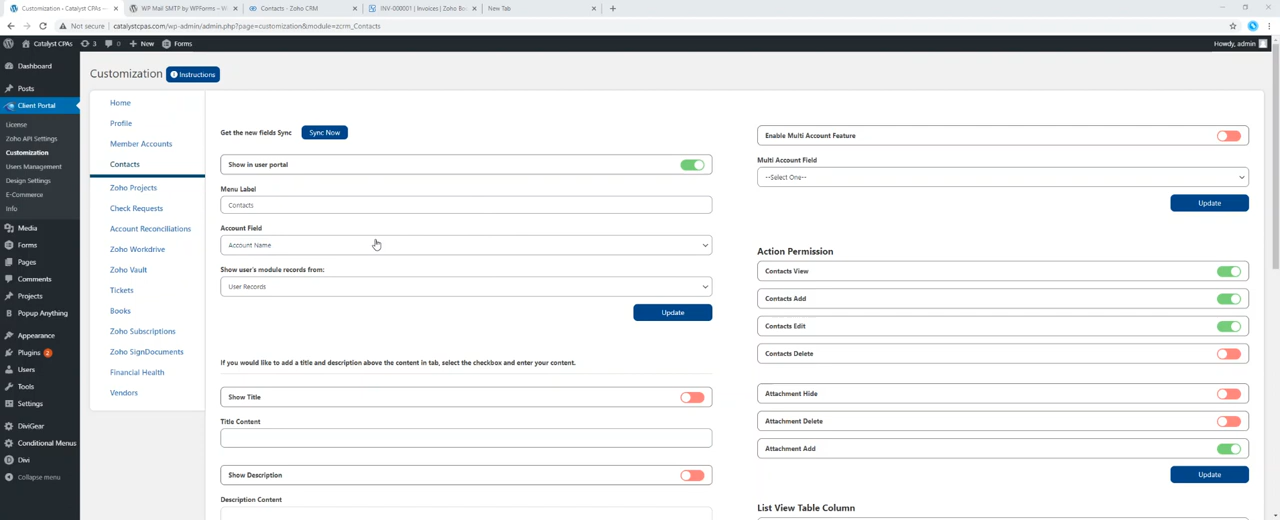 Customization - Catalyst CPAs
WP Mail SMTP by WPForms
Contacts - Zoho CRM
INV-000001 | Invoices | Zoho Bo
New Tab
Not secure
catalystcpas.com/wp-admin/admin.php?page=customization&module=zcrm_Contacts
Catalyst CPAs
3
0
New
Forms
Howdy, admin
Dashboard
Posts
Client Portal
License
Zoho API Settings
Customization
Users Management
Design Settings
E-Commerce
Info
Media
Forms
Pages
Comments
Projects
Popup Anything
Appearance
Plugins 2
Users
Tools
Settings
DiviGear
Conditional Menus
Divi
Collapse menu
Customization
Instructions
Home
Profile
Member Accounts
Contacts
Zoho Projects
Check Requests
Account Reconciliations
Zoho Workdrive
Zoho Vault
Tickets
Books
Zoho Subscriptions
Zoho SignDocuments
Financial Health
Vendors
Get the new fields Sync
Sync Now
Show in user portal
Menu Label
Contacts
Account Field
Account Name
Show user's module records from:
User Records
Update
If you would like to add a title and description above the content in tab, select the checkbox and enter your content.
Show Title
Title Content
Show Description
Description Content
Enable Multi Account Feature
Multi Account Field
--Select One--
Update
Action Permission
Contacts View
Contacts Add
Contacts Edit
Contacts Delete
Attachment Hide
Attachment Delete
Attachment Add
Update
List View Table Column